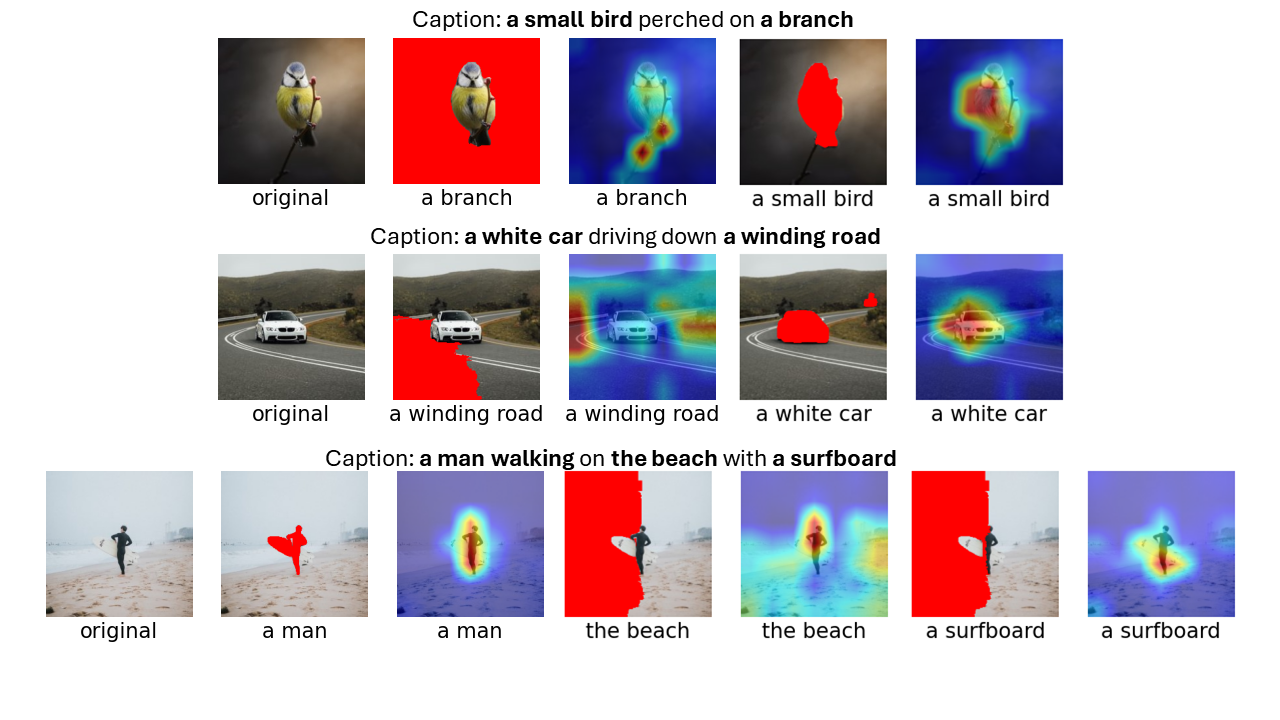 Caption: a small bird perched on a branch
original a branch a branch a small bird a small bird
Caption: a white car driving down a winding road
original a winding road a winding road a white car a white car
Caption: a man walking on the beach with a surfboard
original a man a man the beach the beach a surfboard a surfboard